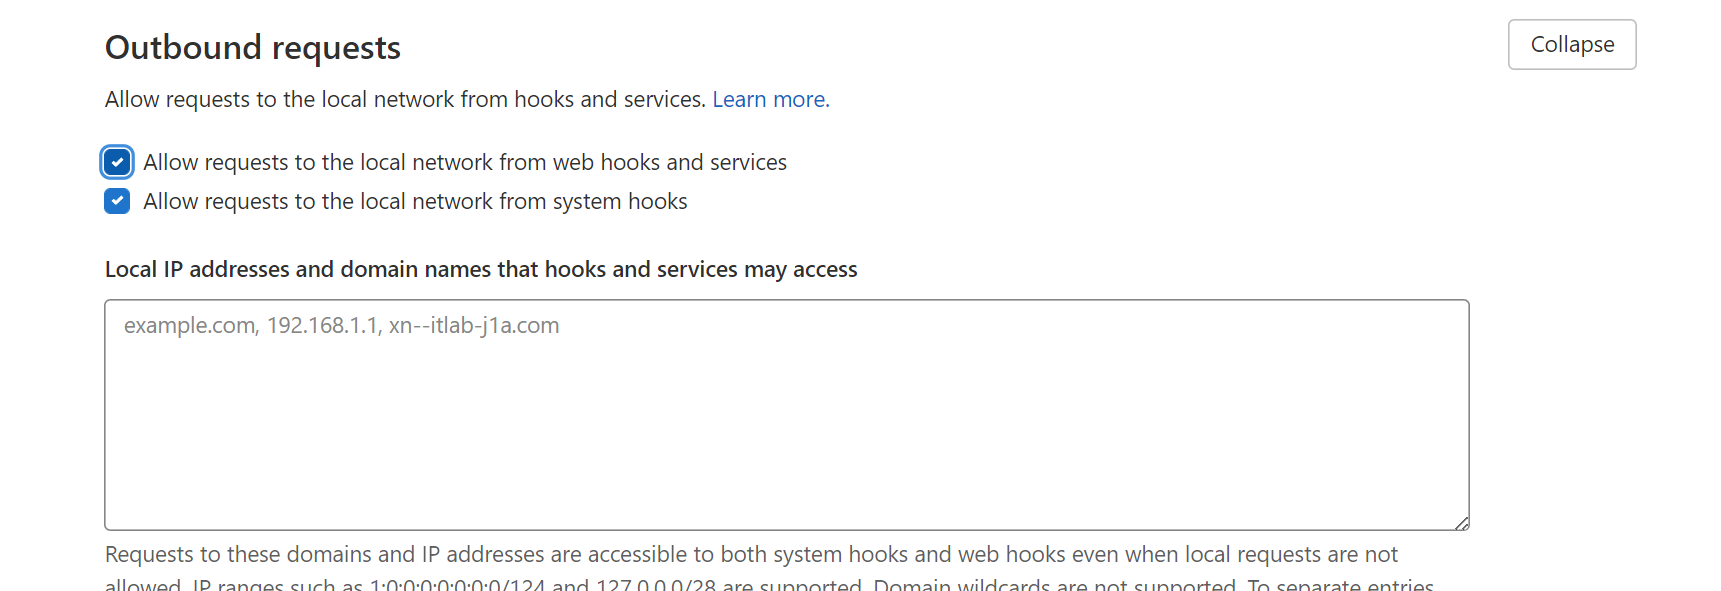 Outbound requests
Collapse
Allow requests to the local network from hooks and services. Learn more.
Allow requests to the local network from web hooks and services
Allow requests to the local network from system hooks
Local IP addresses and domain names that hooks and services may access
example.com, 192.168.1.1, xn--itlab-j1a.com
Requests to these domains and IP addresses are accessible to both system hooks and web hooks even when local requests are not
allowed. IP ranges such as 1:0:0:0:0:0:0:0/124 and 127.0.0.0/28 are supported. Domain wildcards are not supported. To separate entries